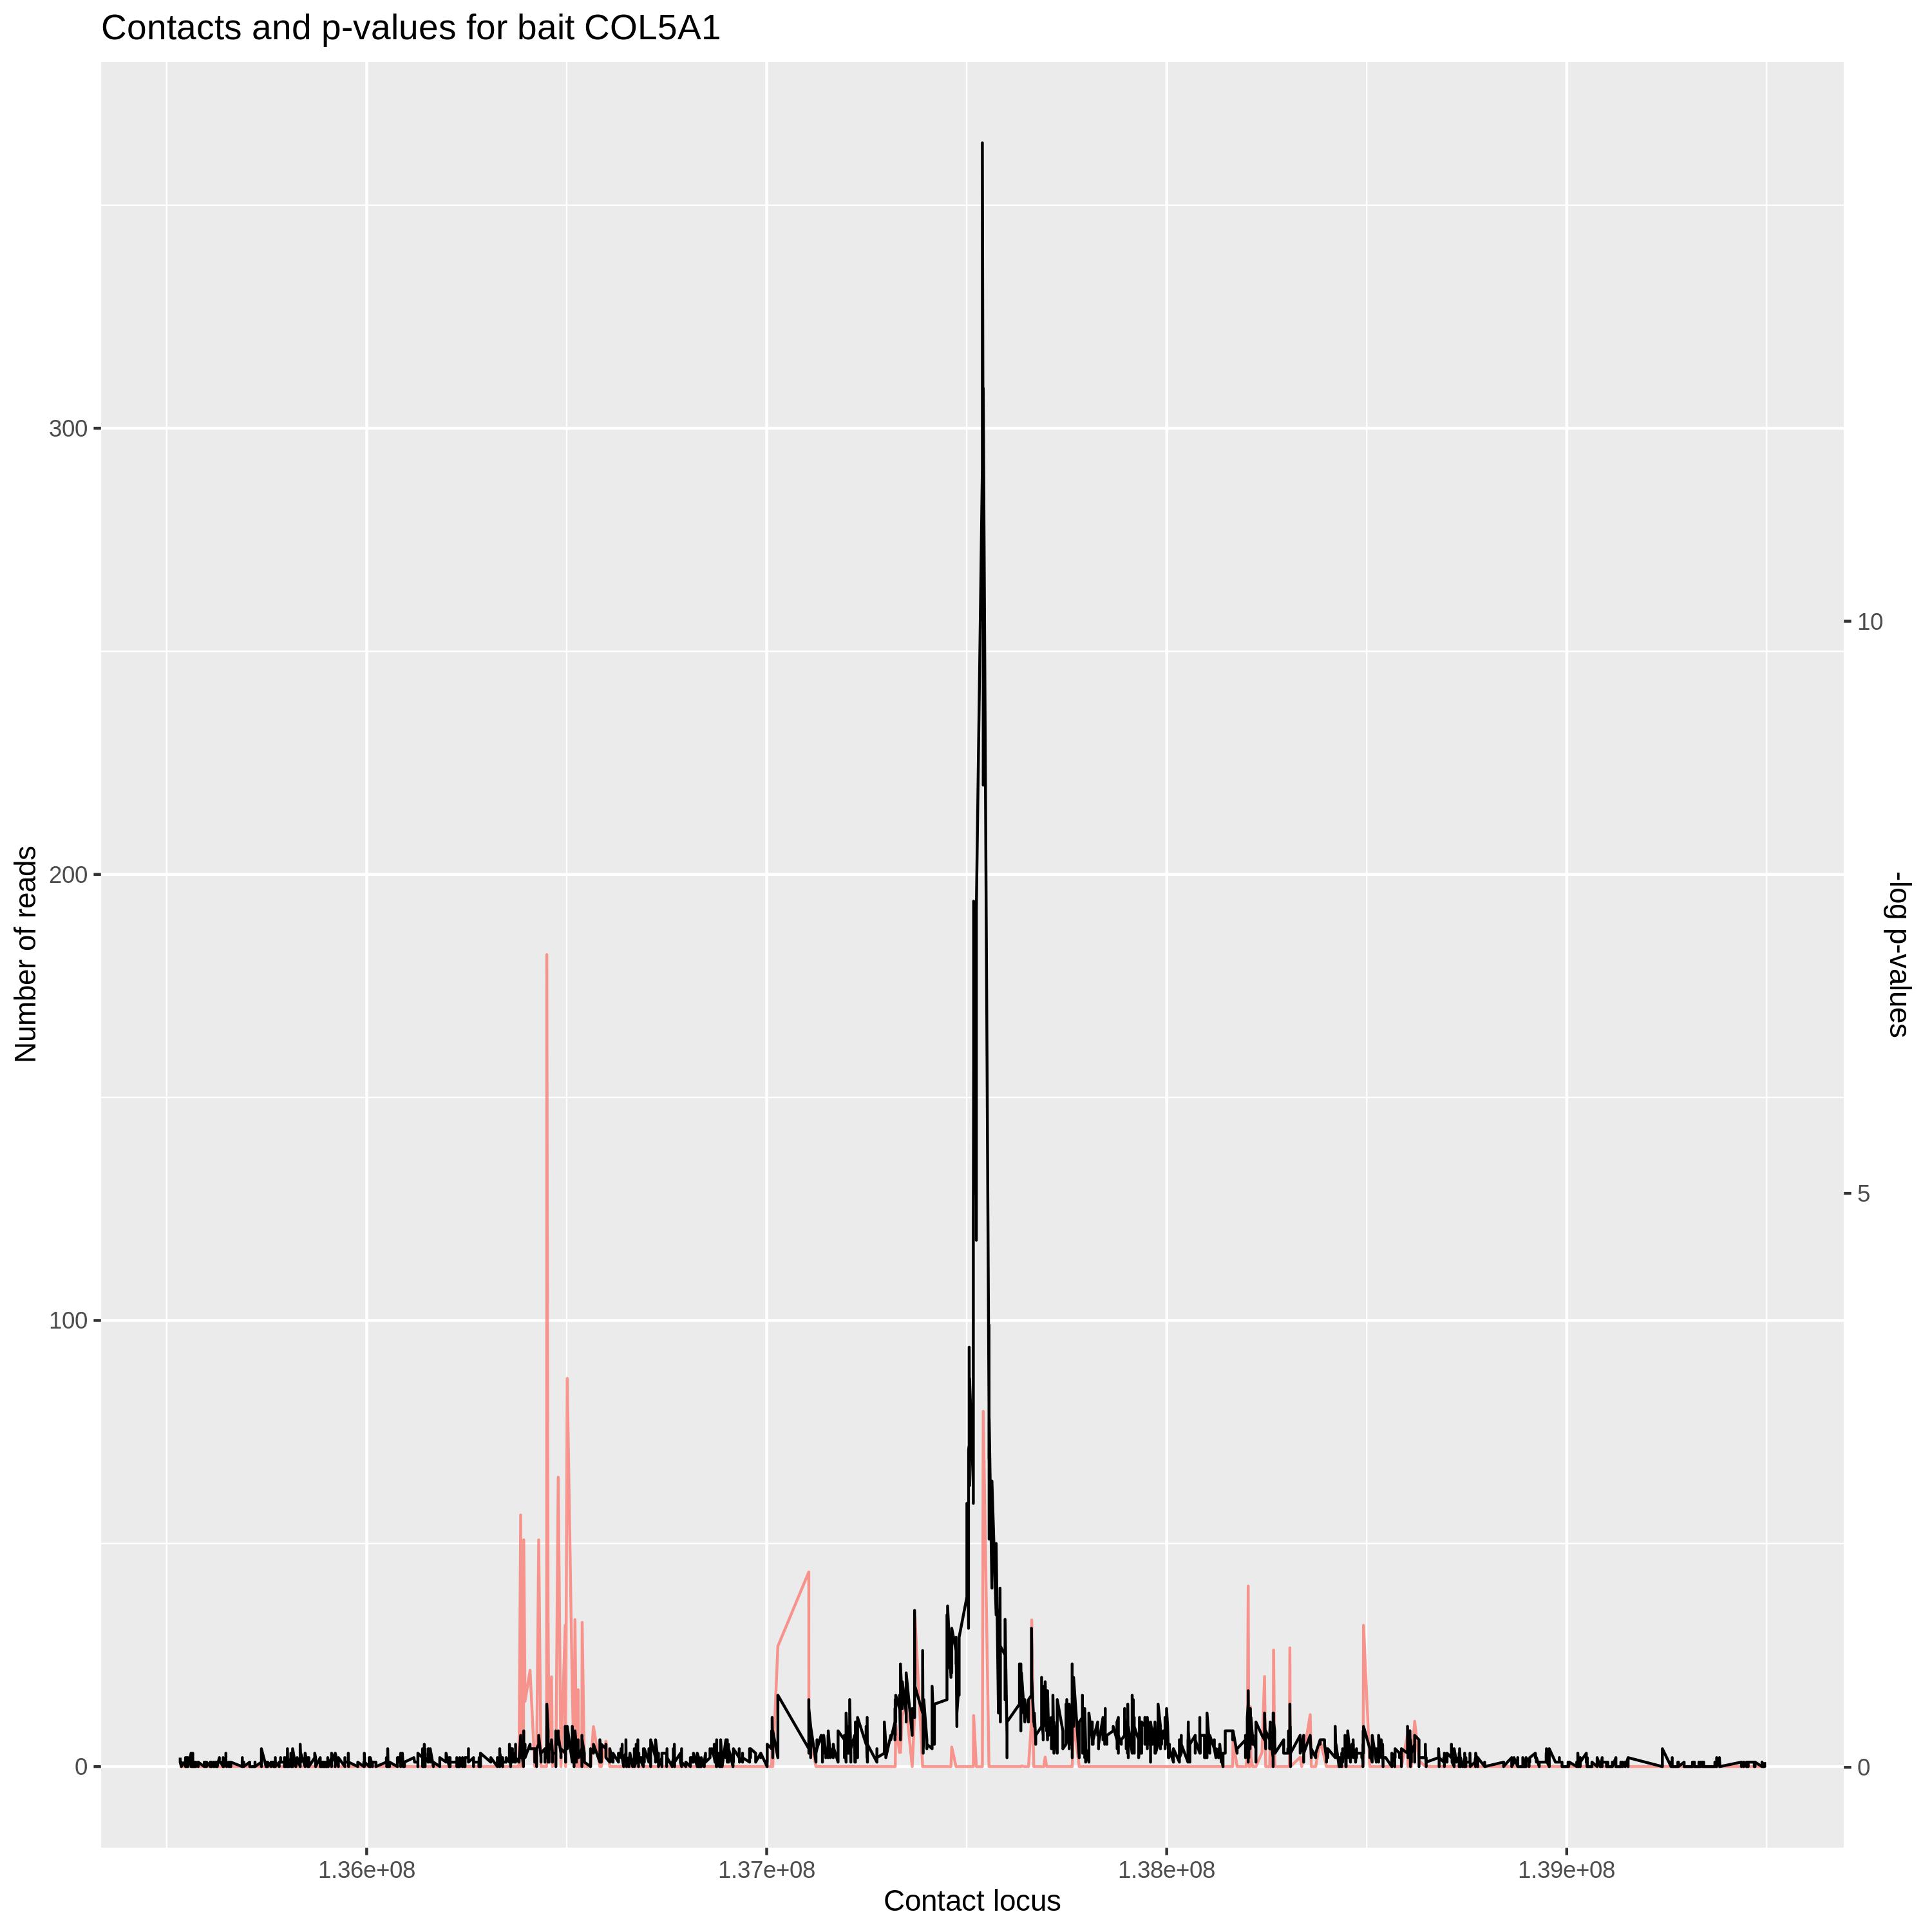 Contacts and p-values for bait COL5A1
Number of reads
300
200
100
0
10
5
0
-log p-values
1.36e+08
1.37e+08
1.38e+08
1.39e+08
Contact locus